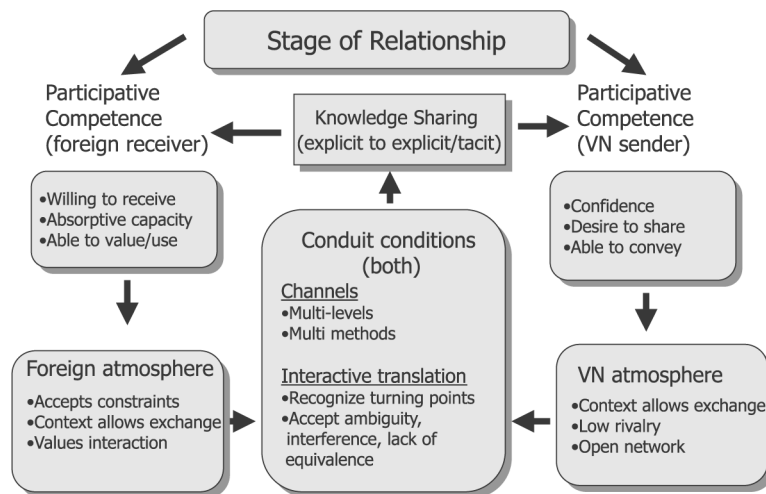 Stage of Relationship
Participative
Competence
(foreign receiver)
Knowledge Sharing
(explicit to explicit/tacit)
Participative
Competence
(VN sender)
•Willing to receive
•Absorptive capacity
•Able to value/use
•Confidence
•Desire to share
•Able to convey
Conduit conditions
(both)
Channels
•Multi-levels
•Multi methods
Interactive translation
•Recognize turning points
•Accept ambiguity,
interference, lack of
equivalence
Foreign atmosphere
•Accepts constraints
•Context allows exchange
•Values interaction
VN atmosphere
•Context allows exchange
•Low rivalry
•Open network